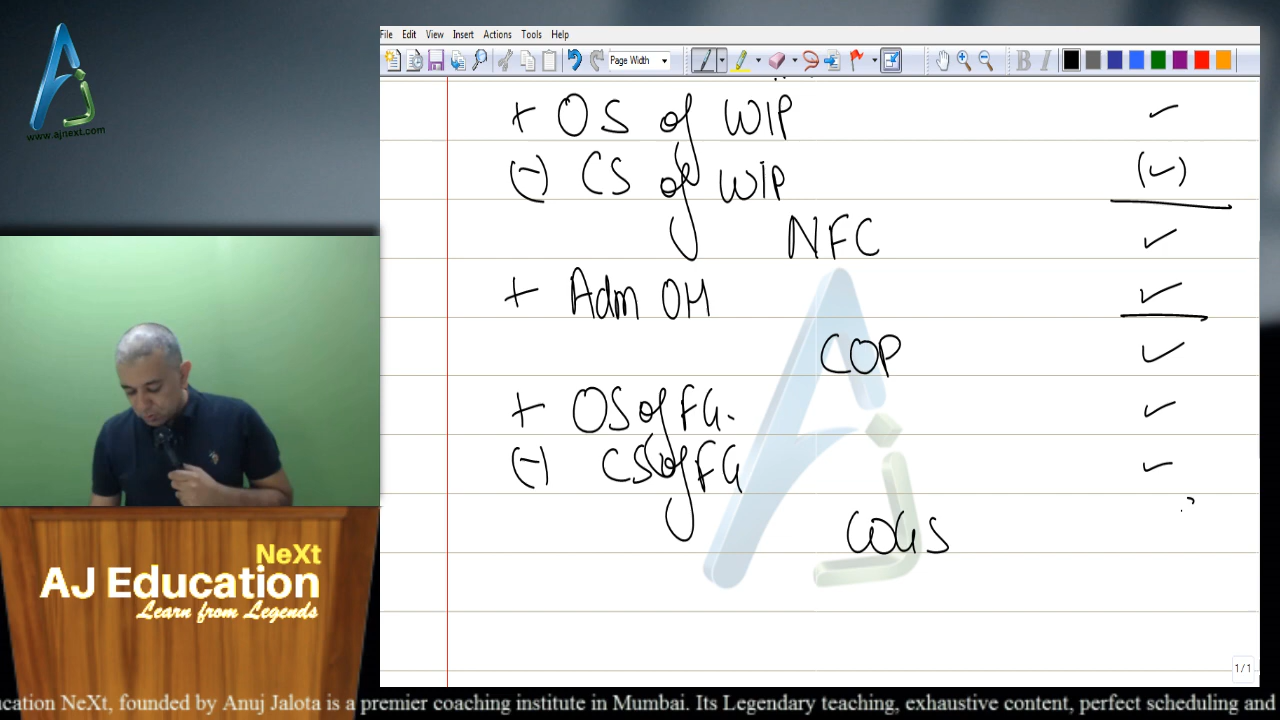 www.ajnext.com
File Edit View Insert Actions Tools Help
Page Width
B I
+ OS of WIP ✓
(-) CS of WIP (✓)
NFC ✓
+ Adm OH ✓
COP ✓
+ OS of FG. ✓
(-) CS of FG ✓
COGS
NeXt
AJ Education
Learn from Legends
1/1
cation NeXt, founded by Anuj Jalota is a premier coaching institute in Mumbai. Its Legendary teaching, exhaustive content, perfect scheduling and